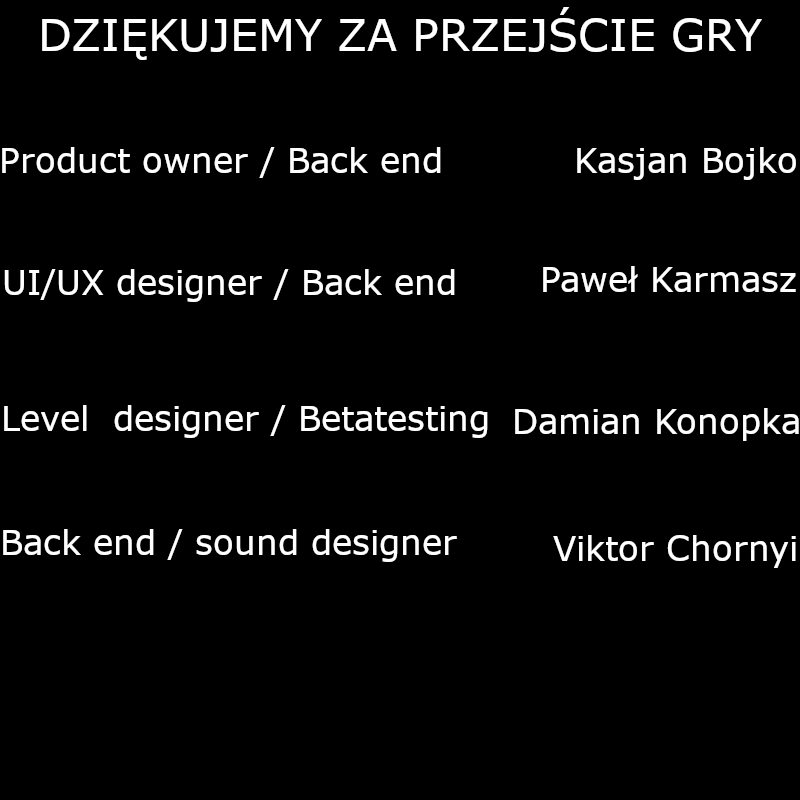 DZIĘKUJEMY ZA PRZEJŚCIE GRY
Product owner / Back end Kasjan Bojko
UI/UX designer / Back end Paweł Karmasz
Level  designer / Betatesting Damian Konopka
Back end / sound designer Viktor Chornyi